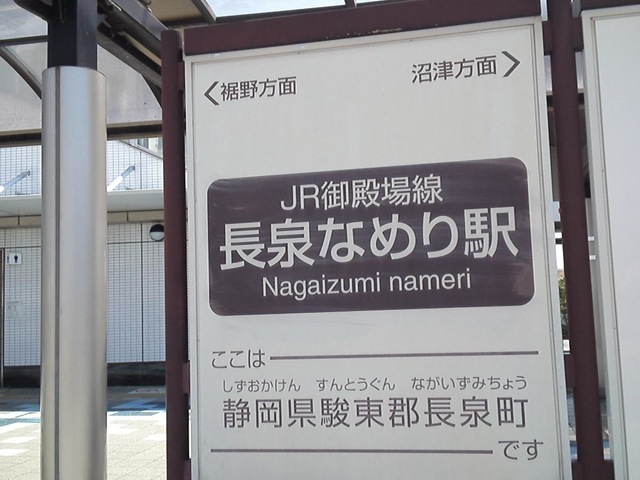 <裾野方面
沼津方面>
JR御殿場線
長泉なめり駅
Nagaizumi nameri
ここは
しずおかけん すんとうぐん ながいずみちょう
静岡県駿東郡長泉町
です